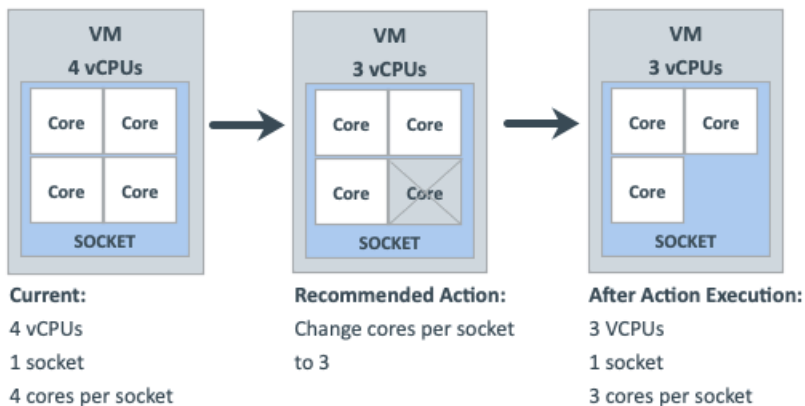 VM
4 vCPUs
Core Core
Core Core
SOCKET
Current:
4 vCPUs
1 socket
4 cores per socket
VM
3 vCPUs
Core Core
Core Core
SOCKET
Recommended Action:
Change cores per socket
to 3
VM
3 vCPUs
Core Core
Core
SOCKET
After Action Execution:
3 VCPUs
1 socket
3 cores per socket